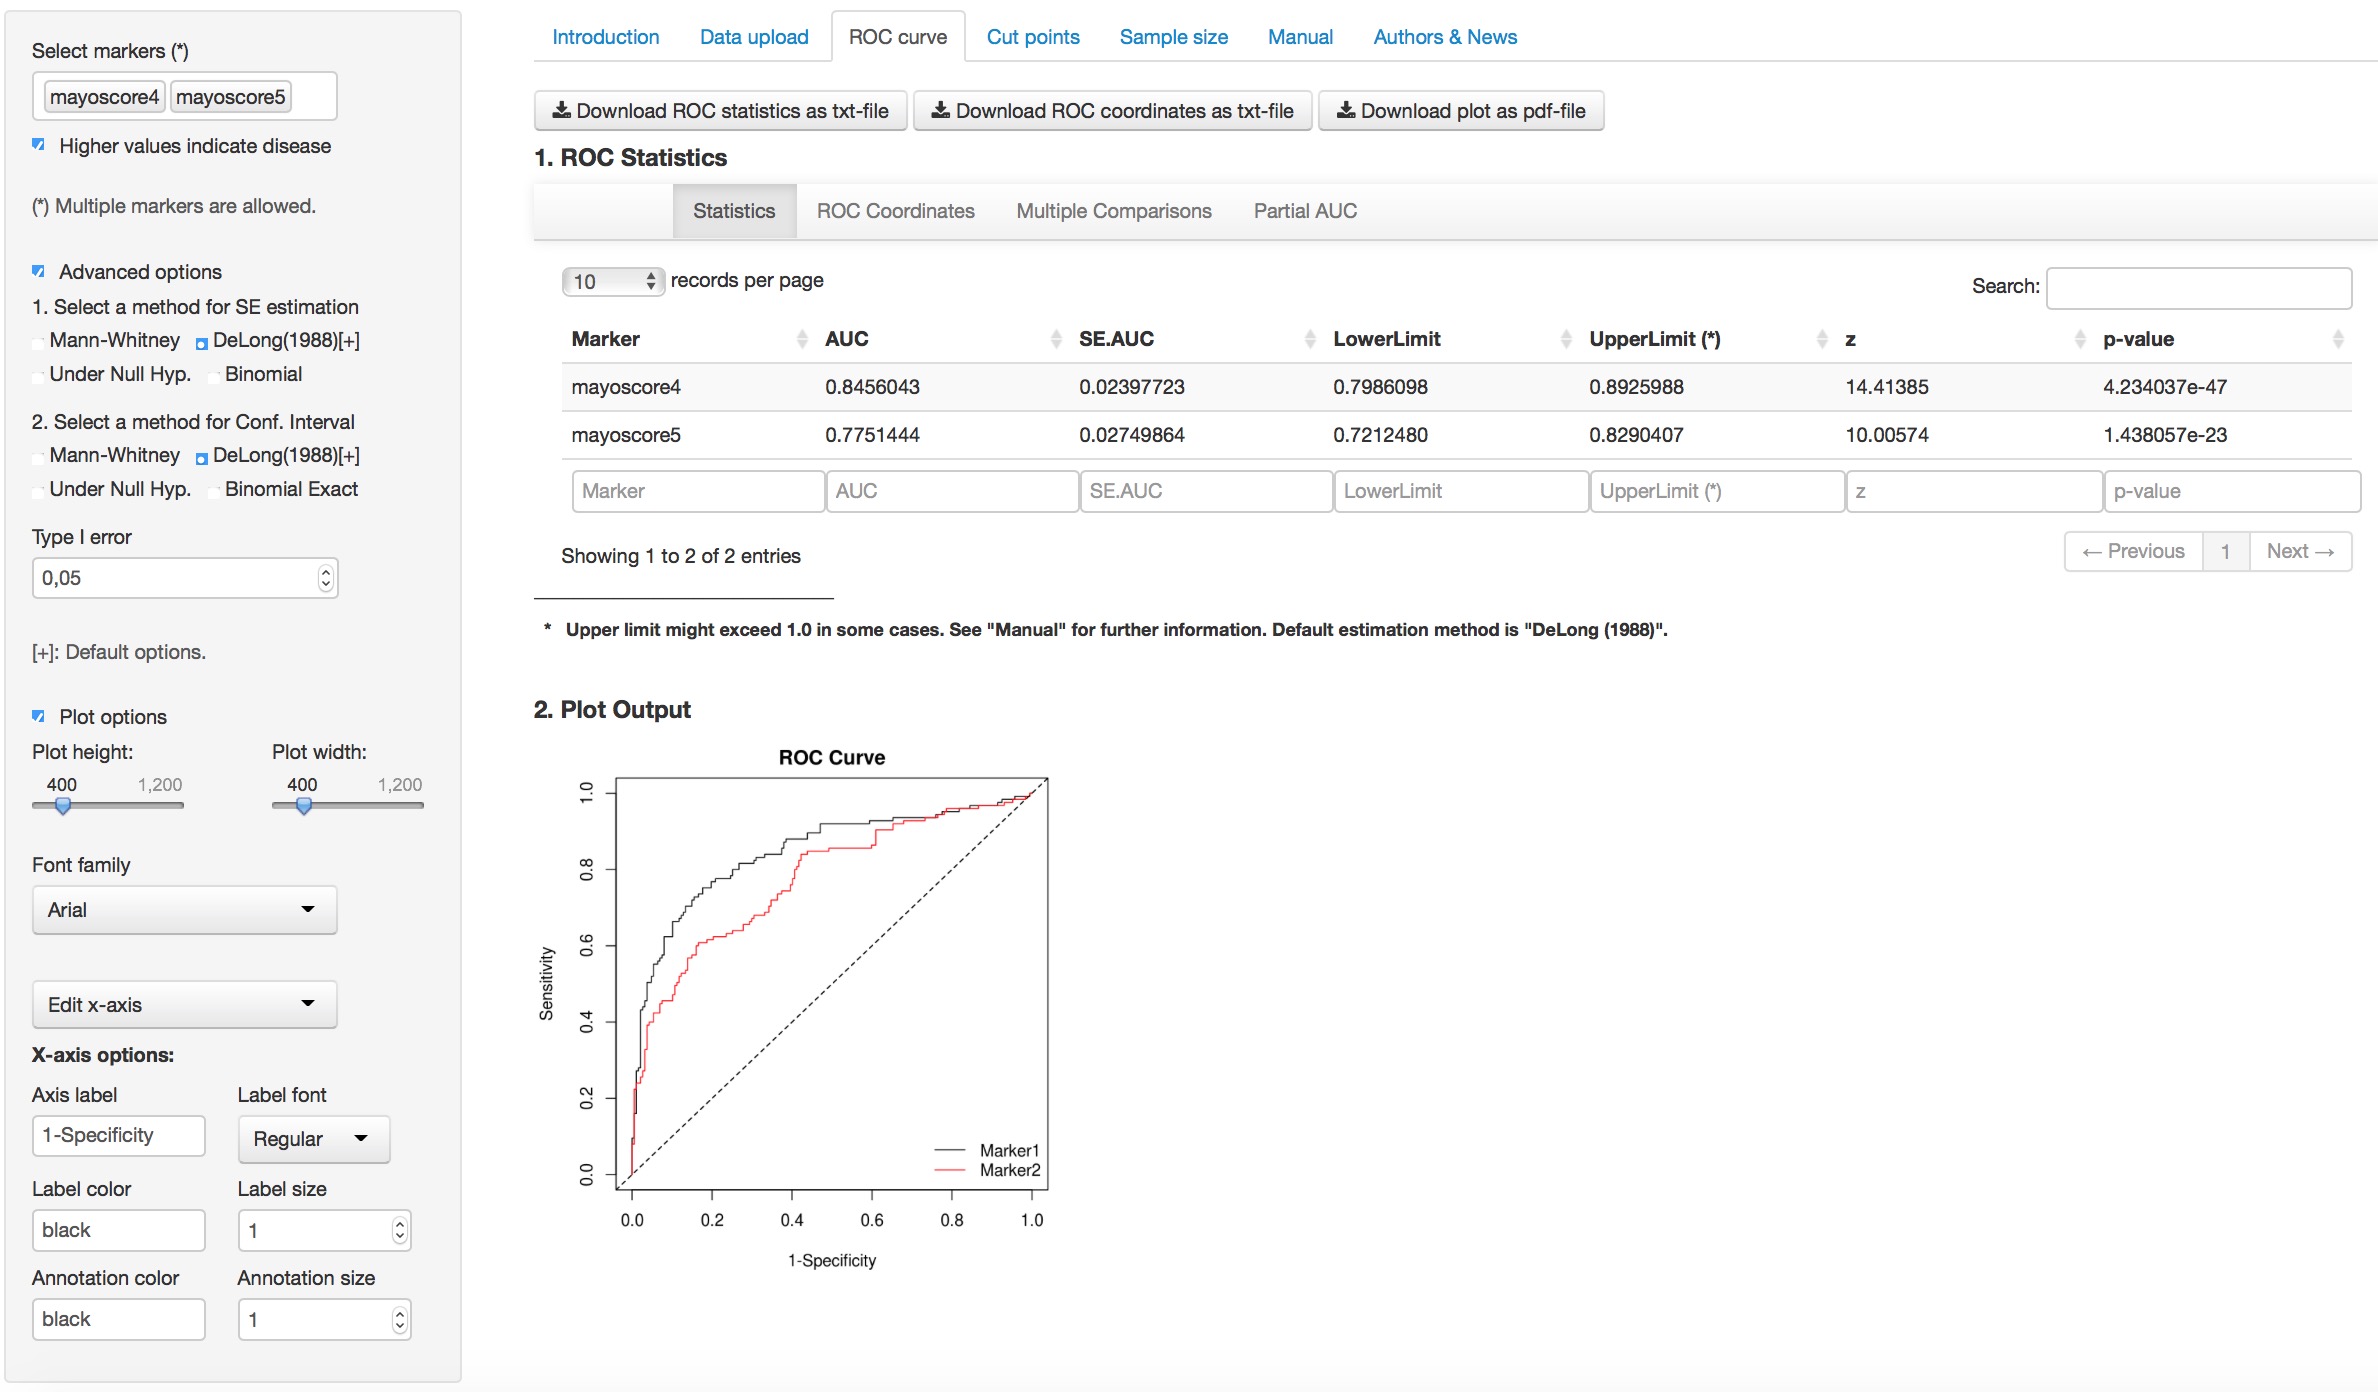 Select markers (*)
mayoscore4 mayoscore5
Higher values indicate disease
(*) Multiple markers are allowed.
Advanced options
1. Select a method for SE estimation
Mann-Whitney DeLong(1988)[+]
Under Null Hyp. Binomial
2. Select a method for Conf. Interval
Mann-Whitney DeLong(1988)[+]
Under Null Hyp. Binomial Exact
Type I error
0,05
[+]: Default options.
Plot options
Plot height: Plot width:
400 1,200 400 1,200
Font family
Arial
Edit x-axis
X-axis options:
Axis label Label font
1-Specificity Regular
Label color Label size
black 1
Annotation color Annotation size
black 1
Introduction Data upload ROC curve Cut points Sample size Manual Authors & News
Download ROC statistics as txt-file Download ROC coordinates as txt-file Download plot as pdf-file
1. ROC Statistics
Statistics ROC Coordinates Multiple Comparisons Partial AUC
10 records per page Search:
Marker AUC SE.AUC LowerLimit UpperLimit (*) z p-value
mayoscore4 0.8456043 0.02397723 0.7986098 0.8925988 14.41385 4.234037e-47
mayoscore5 0.7751444 0.02749864 0.7212480 0.8290407 10.00574 1.438057e-23
Marker AUC SE.AUC LowerLimit UpperLimit (*) z p-value
Showing 1 to 2 of 2 entries ← Previous 1 Next →
* Upper limit might exceed 1.0 in some cases. See "Manual" for further information. Default estimation method is "DeLong (1988)".
2. Plot Output
ROC Curve
Sensitivity
1.0
0.8
0.6
0.4
0.2
0.0
Marker1
Marker2
0.0 0.2 0.4 0.6 0.8 1.0
1-Specificity